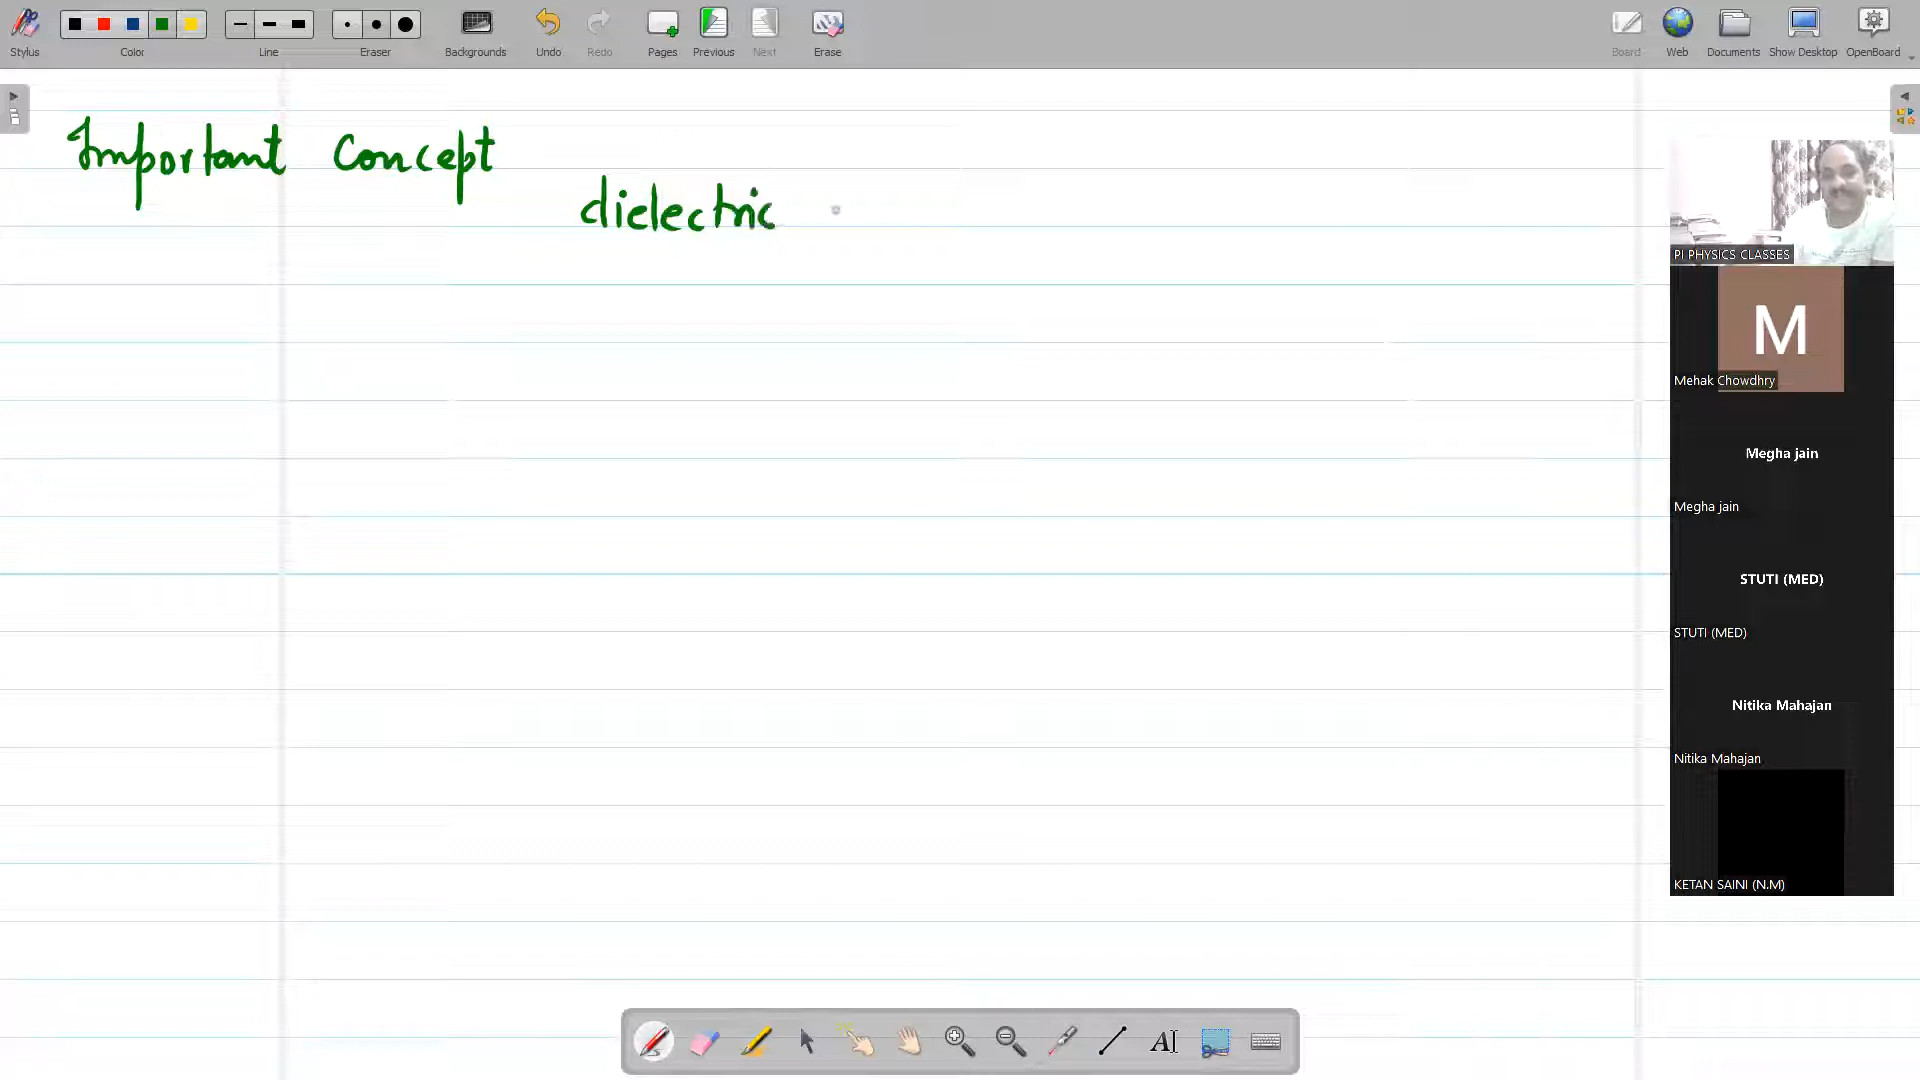 Stylus
Color
Line
Eraser
Backgrounds
Undo
Redo
Pages
Previous
Next
Erase
Board
Web
Documents
Show Desktop
OpenBoard
Important Concept
dielectric
PI PHYSICS CLASSES
M
Mehak Chowdhry
Megha jain
Megha jain
STUTI (MED)
STUTI (MED)
Nitika Mahajan
Nitika Mahajan
KETAN SAINI (N.M)
A